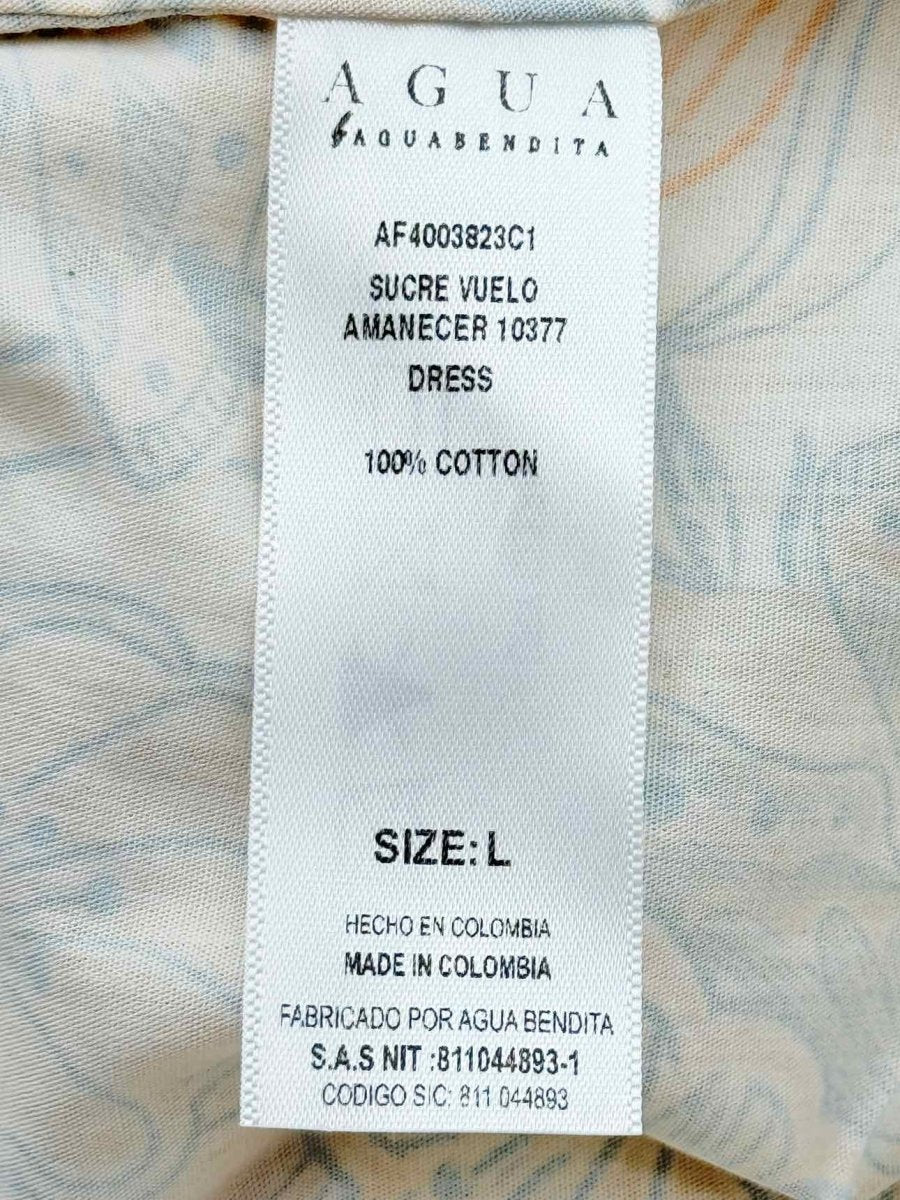 AGUA
by AGUABENDITA
AF4003823C1
SUCRE VUELO
AMANECER 10377
DRESS
100% COTTON
SIZE: L
HECHO EN COLOMBIA
MADE IN COLOMBIA
FABRICADO POR AGUA BENDITA
S.A.S NIT :811044893-1
CODIGO SIC: 811 044893